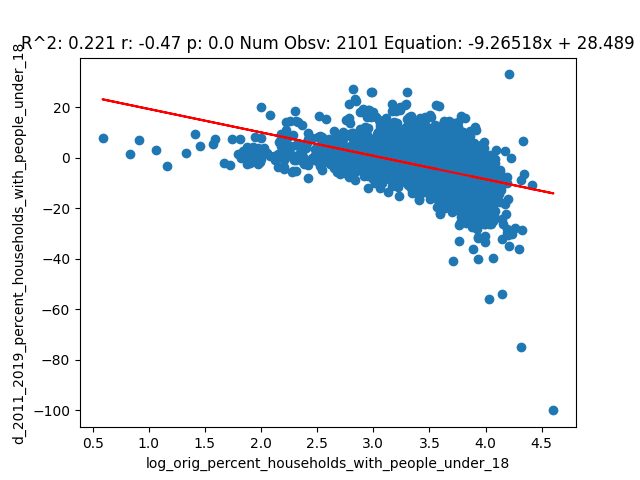 R^2: 0.221 r: -0.47 p: 0.0 Num Obsv: 2101 Equation: -9.26518x + 28.489
d_2011_2019_percent_households_with_people_under_18
20
0
−20
−40
−60
−80
−100
0.5 1.0 1.5 2.0 2.5 3.0 3.5 4.0 4.5
log_orig_percent_households_with_people_under_18